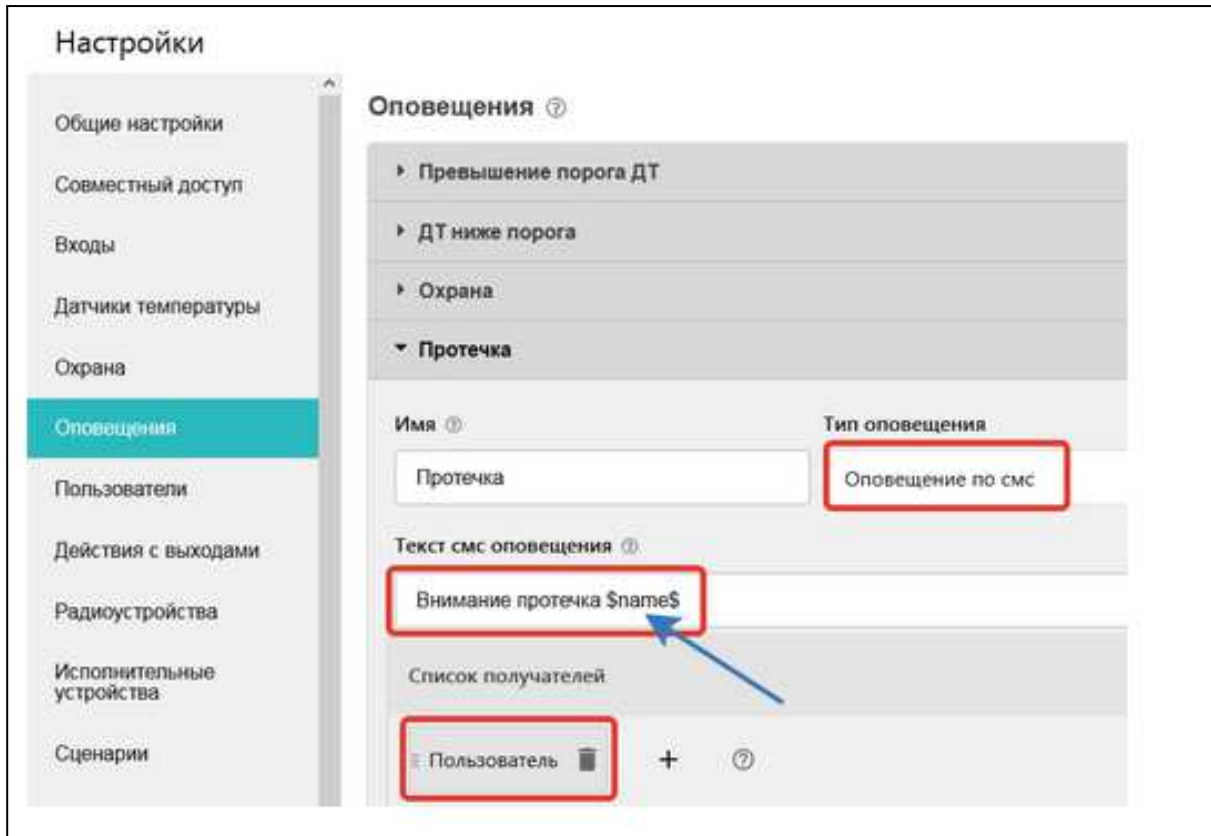 Настройки
Общие настройки
Совместный доступ
Входы
Датчики температуры
Охрана
Оповещения
Пользователи
Действия с выходами
Радиоустройства
Исполнительные
устройства
Сценарии
Оповещения
Превышение порога ДТ
ДТ ниже порога
Охрана
Протечка
Имя
Тип оповещения
Протечка
Оповещение по смс
Текст смс оповещения
Внимание протечка $name$
Список получателей
Пользователь